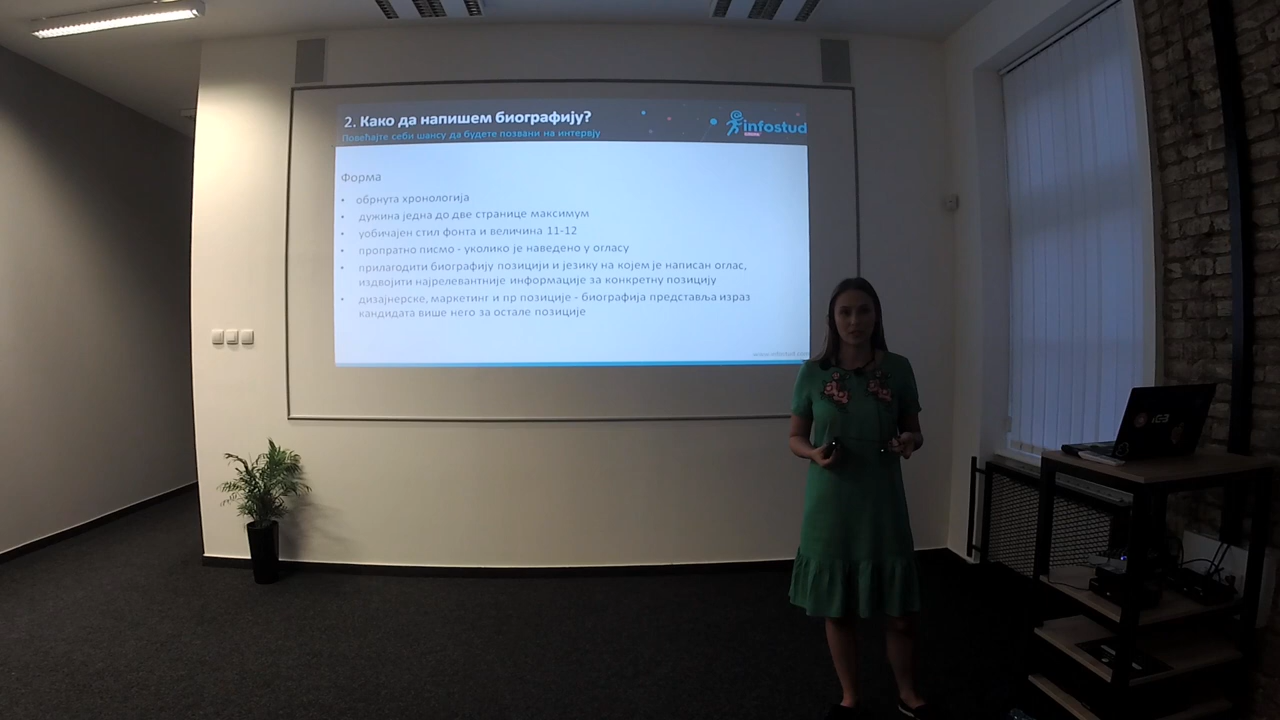 2. Како да напишем биографију?
Повећајте себи шансу да будете позвани на интервју
infostud
Форма
• обрнута хронологија
• дужина једна до две странице максимум
• уобичајен стил фонта и величина 11-12
• пропратно писмо - уколико је наведено у огласу
• прилагодити биографију позицији и језику на којем је написан оглас,
издвојити најрелевантније информације за конкретну позицију
• дизајнерске, маркетинг и пр позиције - биографија представља израз
кандидата више него за остале позиције
www.infostud.com